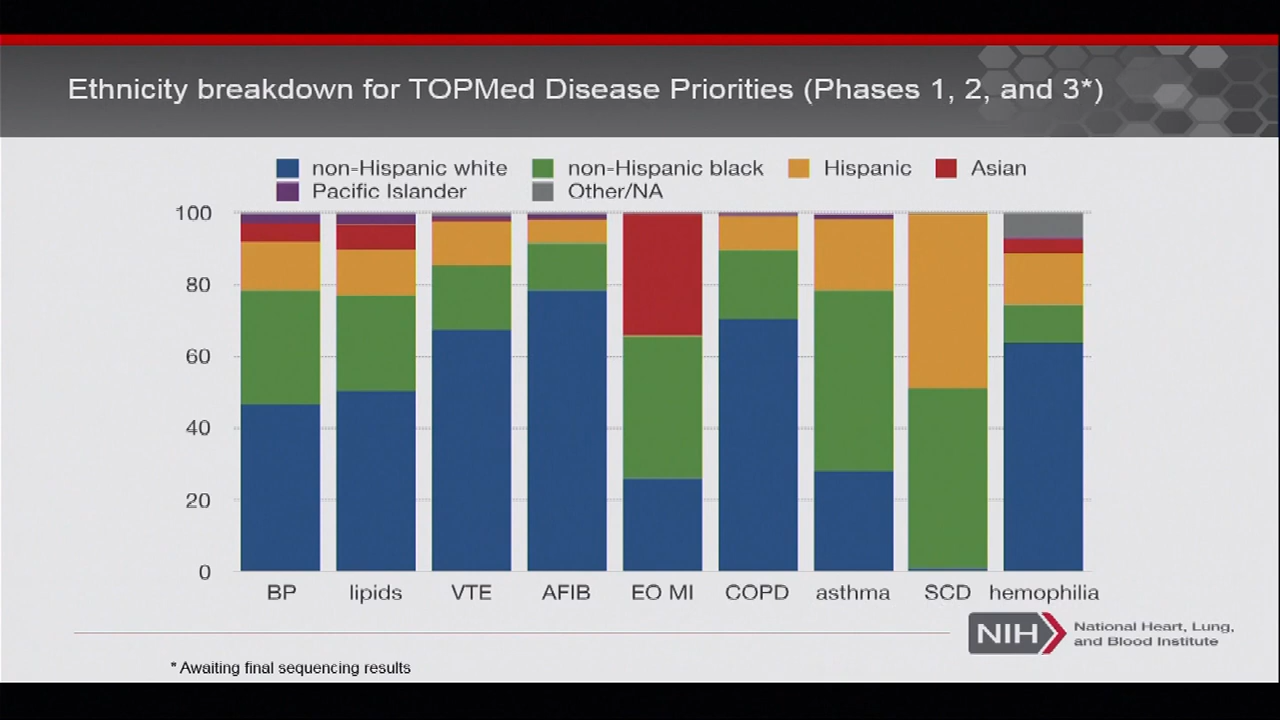 Ethnicity breakdown for TOPMed Disease Priorities (Phases 1, 2, and 3*)
non-Hispanic white non-Hispanic black Hispanic Asian
Pacific Islander Other/NA
100
80
60
40
20
0
BP lipids VTE AFIB EO MI COPD asthma SCD hemophilia
NIH National Heart, Lung,
and Blood Institute
* Awaiting final sequencing results